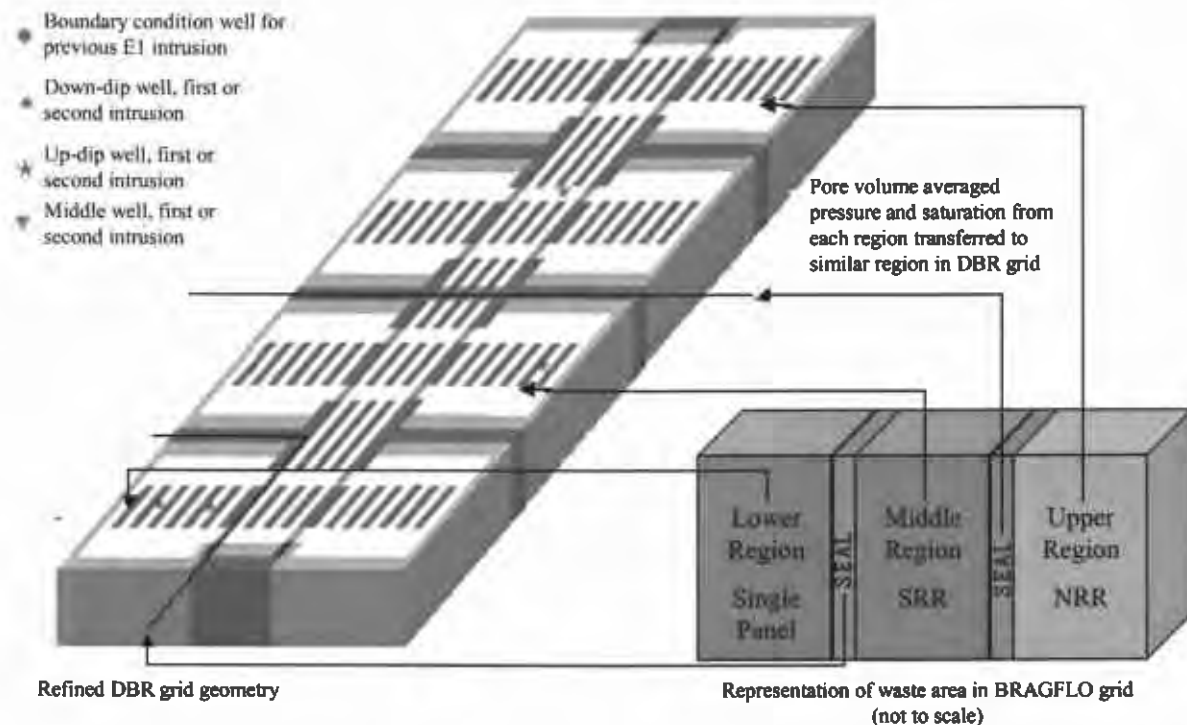 Boundary condition well for
previous E1 intrusion
Down-dip well, first or
second intrusion
Up-dip well, first or
second intrusion
Middle well, first or
second intrusion
Pore volume averaged
pressure and saturation from
each region transferred to
similar region in DBR grid
Lower
Region
Single
Panel
SEAL
Middle
Region
SRR
SEAL
Upper
Region
NRR
Refined DBR grid geometry
Representation of waste area in BRAGFLO grid
(not to scale)